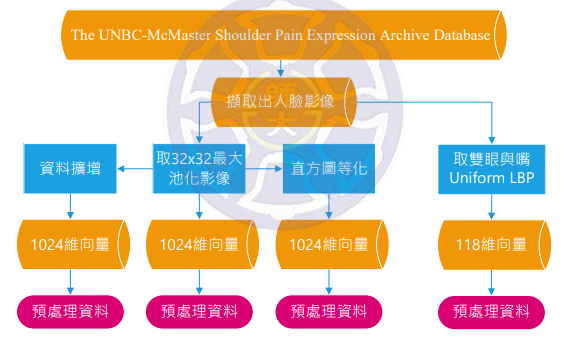 The UNBC-McMaster Shoulder Pain Expression Archive Database
擷取出人臉影像
資料擴增
取32x32最大
池化影像
直方圖等化
取雙眼與嘴
Uniform LBP
1024維向量
1024維向量
1024維向量
118維向量
預處理資料
預處理資料
預處理資料
預處理資料